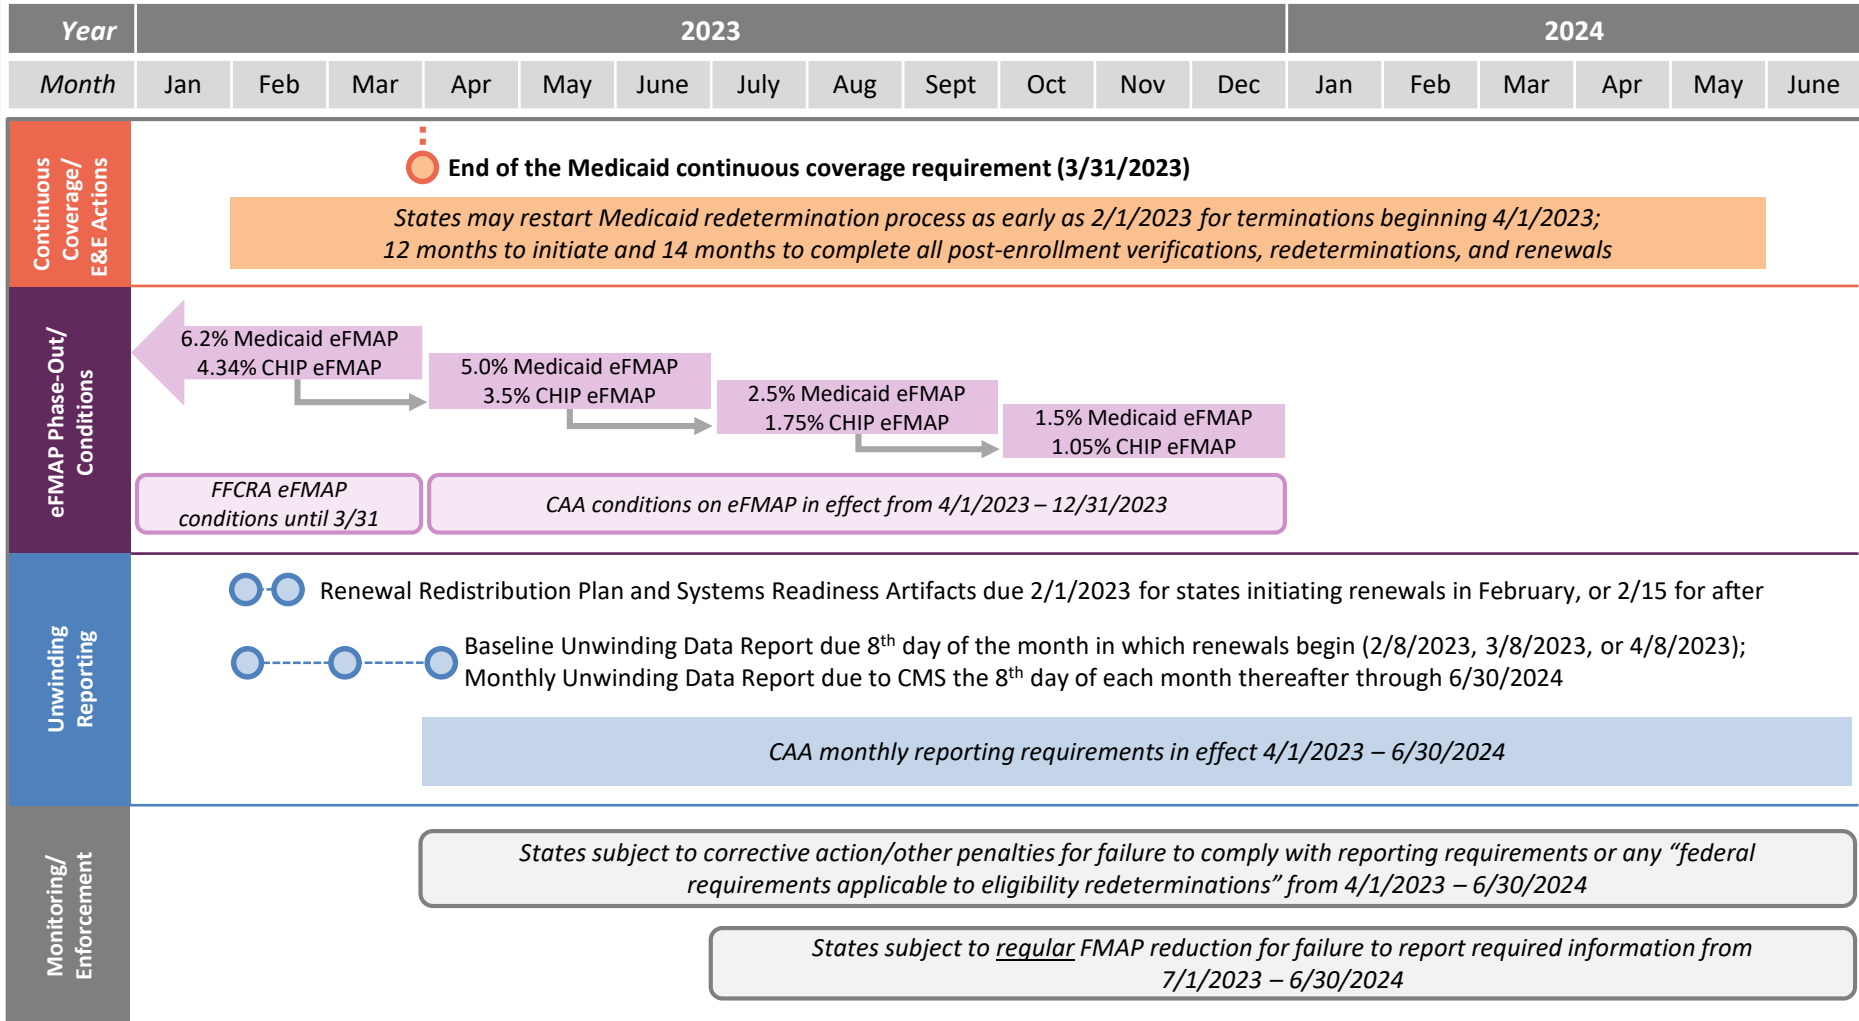 Year
2023
2024
Month
Jan
Feb
Mar
Apr
May
June
July
Aug
Sept
Oct
Nov
Dec
Jan
Feb
Mar
Apr
May
June
Continuous
Coverage/
E&E Actions
End of the Medicaid continuous coverage requirement (3/31/2023)
States may restart Medicaid redetermination process as early as 2/1/2023 for terminations beginning 4/1/2023;
12 months to initiate and 14 months to complete all post-enrollment verifications, redeterminations, and renewals
eFMAP Phase-Out/
Conditions
6.2% Medicaid eFMAP
4.34% CHIP eFMAP
5.0% Medicaid eFMAP
3.5% CHIP eFMAP
2.5% Medicaid eFMAP
1.75% CHIP eFMAP
1.5% Medicaid eFMAP
1.05% CHIP eFMAP
FFCRA eFMAP
conditions until 3/31
CAA conditions on eFMAP in effect from 4/1/2023 – 12/31/2023
Unwinding
Reporting
Renewal Redistribution Plan and Systems Readiness Artifacts due 2/1/2023 for states initiating renewals in February, or 2/15 for after
Baseline Unwinding Data Report due 8th day of the month in which renewals begin (2/8/2023, 3/8/2023, or 4/8/2023);
Monthly Unwinding Data Report due to CMS the 8th day of each month thereafter through 6/30/2024
CAA monthly reporting requirements in effect 4/1/2023 – 6/30/2024
Monitoring/
Enforcement
States subject to corrective action/other penalties for failure to comply with reporting requirements or any “federal
requirements applicable to eligibility redeterminations” from 4/1/2023 – 6/30/2024
States subject to regular FMAP reduction for failure to report required information from
7/1/2023 – 6/30/2024